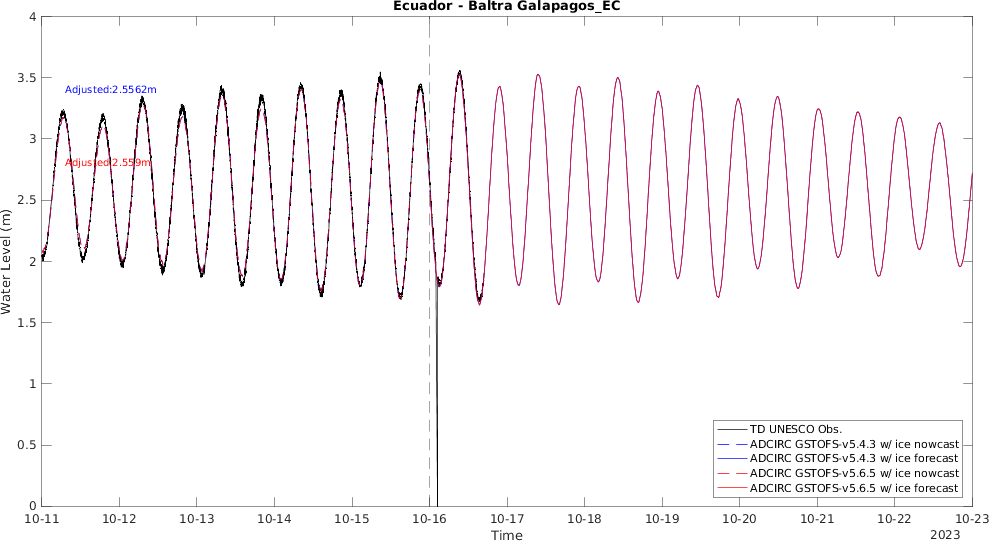 Ecuador - Baltra Galapagos_EC
4
3.5
3
2.5
2
1.5
1
0.5
0
Water Level (m)
Adjusted:2.5562m
Adjusted:2.559m
TD UNESCO Obs.
ADCIRC GSTOFS-v5.4.3 w/ ice nowcast
ADCIRC GSTOFS-v5.4.3 w/ ice forecast
ADCIRC GSTOFS-v5.6.5 w/ ice nowcast
ADCIRC GSTOFS-v5.6.5 w/ ice forecast
10-11 10-12 10-13 10-14 10-15 10-16 10-17 10-18 10-19 10-20 10-21 10-22 10-23
Time
2023